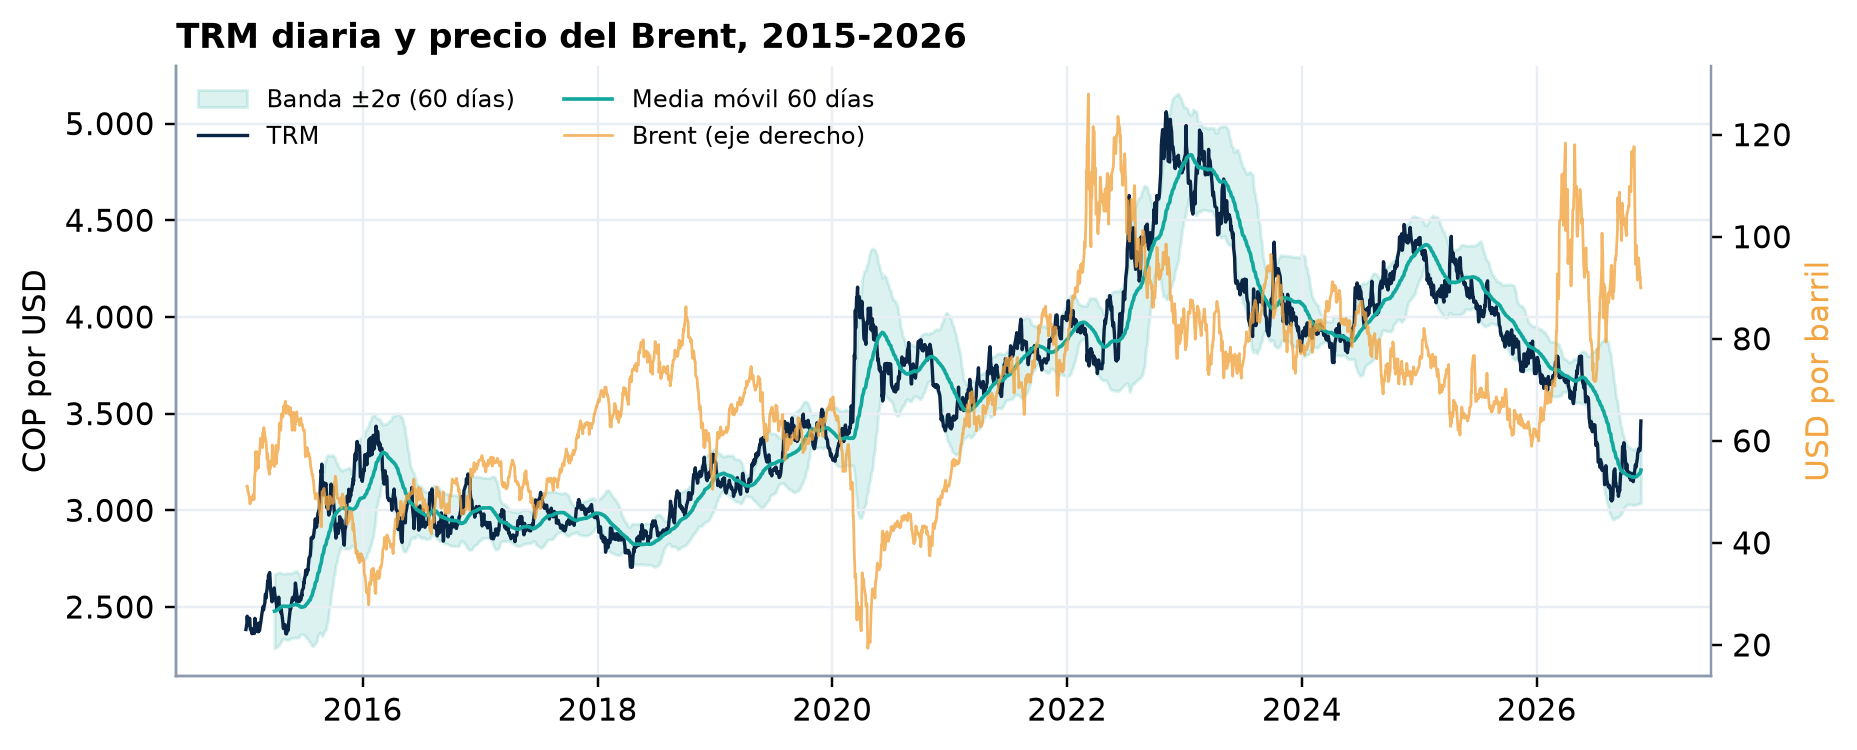 TRM diaria y precio del Brent, 2015-2026
Banda ±2σ (60 días)
TRM
Media móvil 60 días
Brent (eje derecho)
COP por USD
5.000
4.500
4.000
3.500
3.000
2.500
120
100
80
60
40
20
USD por barril
2016
2018
2020
2022
2024
2026